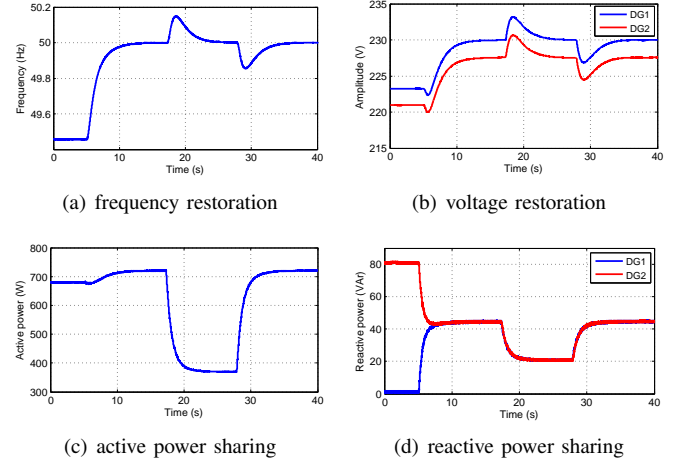 50.2
50
49.8
49.6
0
10
20
30
40
Frequency (Hz)
Time (s)
(a) frequency restoration
235
230
225
220
215
0
10
20
30
40
Amplitude (V)
Time (s)
DG1
DG2
(b) voltage restoration
800
700
600
500
400
300
0
10
20
30
40
Active power (W)
Time (s)
(c) active power sharing
100
80
60
40
20
0
0
10
20
30
40
Reactive power (VAr)
Time (s)
DG1
DG2
(d) reactive power sharing